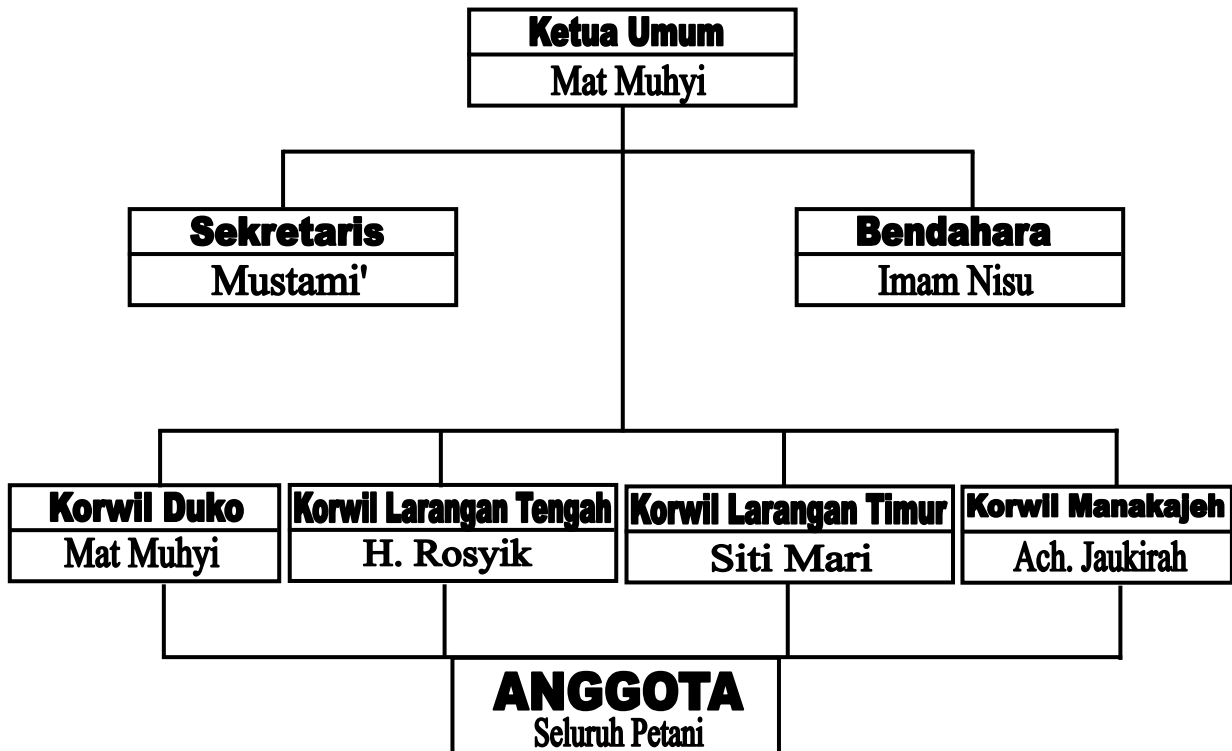 Ketua Umum
Mat Muhyi
Sekretaris
Mustami'
Bendahara
Imam Nisu
Korwil Duko
Mat Muhyi
Korwil Larangan Tengah
H. Rosyik
Korwil Larangan Timur
Siti Mari
Korwil Manakajeh
Ach. Jaukirah
ANGGOTA
Seluruh Petani